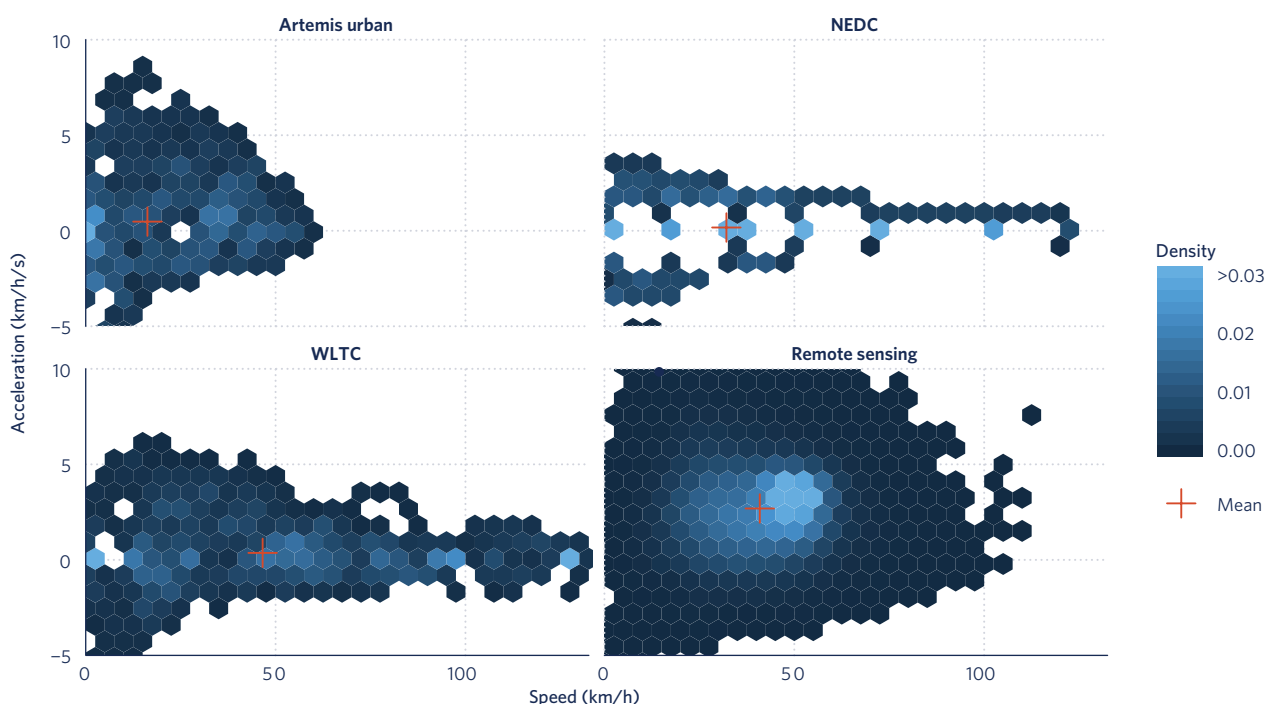 Artemis urban
NEDC
10
5
0
−5
WLTC
Remote sensing
10
5
0
−5
0
50
100
0
50
100
Acceleration (km/h/s)
Speed (km/h)
Density
>0.03
0.02
0.01
0.00
Mean